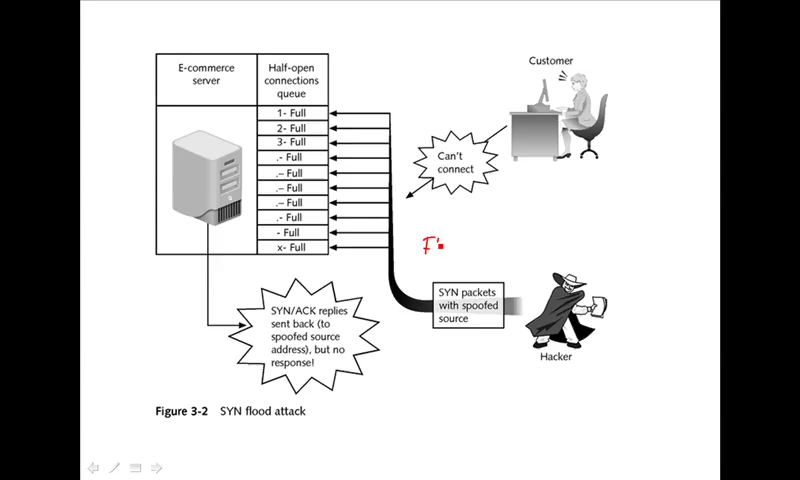 E-commerce
server
Half-open
connections
queue
1- Full
2- Full
3- Full
.- Full
.– Full
.– Full
.– Full
.- Full
- Full
x- Full
Customer
Can't
connect
SYN packets
with spoofed
source
Hacker
SYN/ACK replies
sent back (to
spoofed source
address), but no
response!
Figure 3-2 SYN flood attack